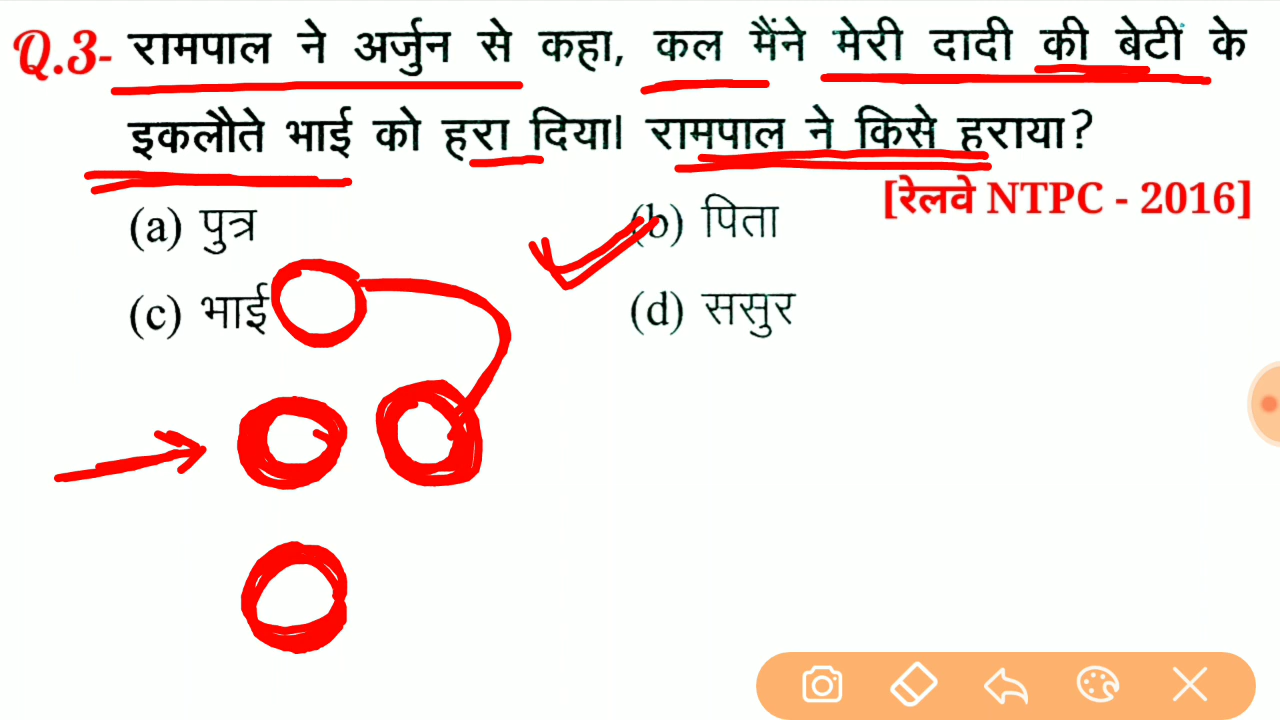 Q.3- रामपाल ने अर्जुन से कहा, कल मैंने मेरी दादी की बेटी के
इकलौते भाई को हरा दिया। रामपाल ने किसे हराया?
[रेलवे NTPC - 2016]
(a) पुत्र (b) पिता
(c) भाई (d) ससुर